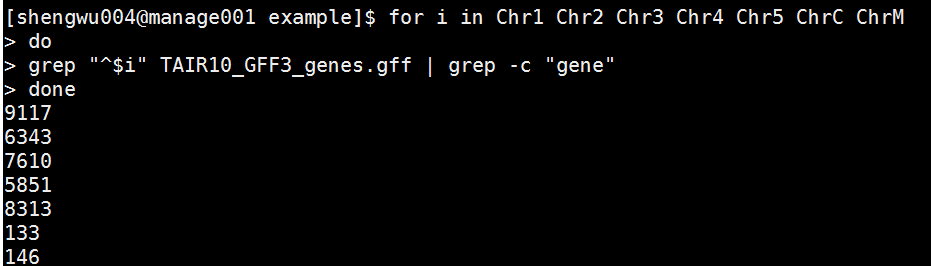 [shengwu004@manage001 example]$ for i in Chr1 Chr2 Chr3 Chr4 Chr5 ChrC ChrM
> do
> grep "^$i" TAIR10_GFF3_genes.gff | grep -c "gene"
> done
9117
6343
7610
5851
8313
133
146